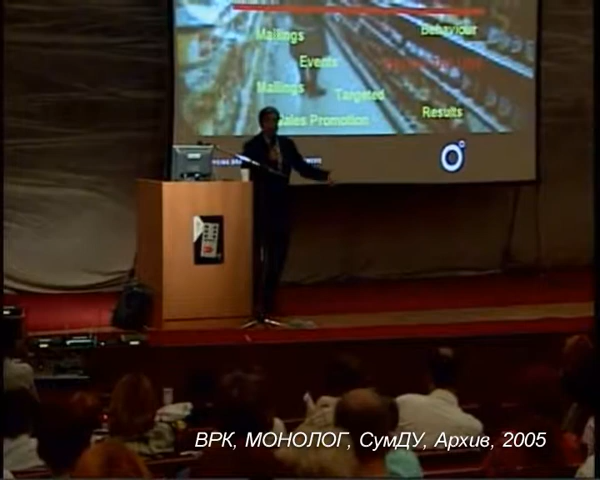 Mailings
Behaviour
Events
Mailings
Targeted
Sales Promotion
Results
ВРК, МОНОЛОГ, СумДУ, Архив, 2005